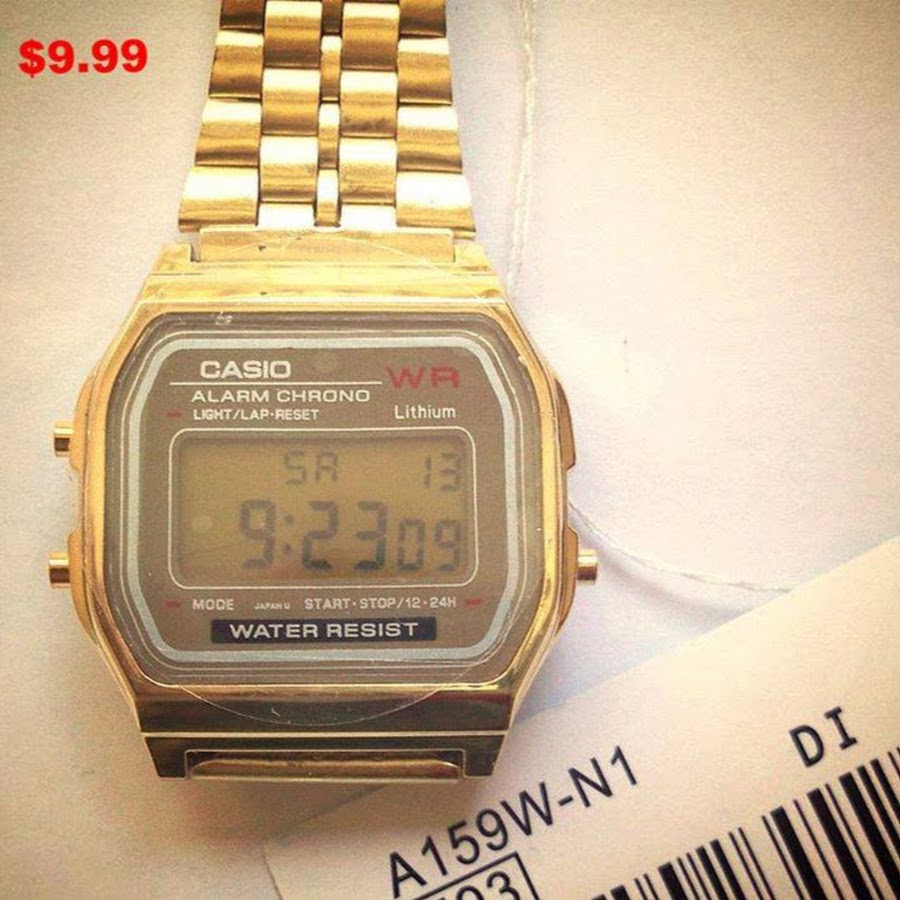 $9.99
CASIO
WR
ALARM CHRONO
LIGHT/LAP·RESET
Lithium
SA 13
9:23 09
MODE JAPAN U START·STOP/12·24H
WATER RESIST
DI
A159W-N1